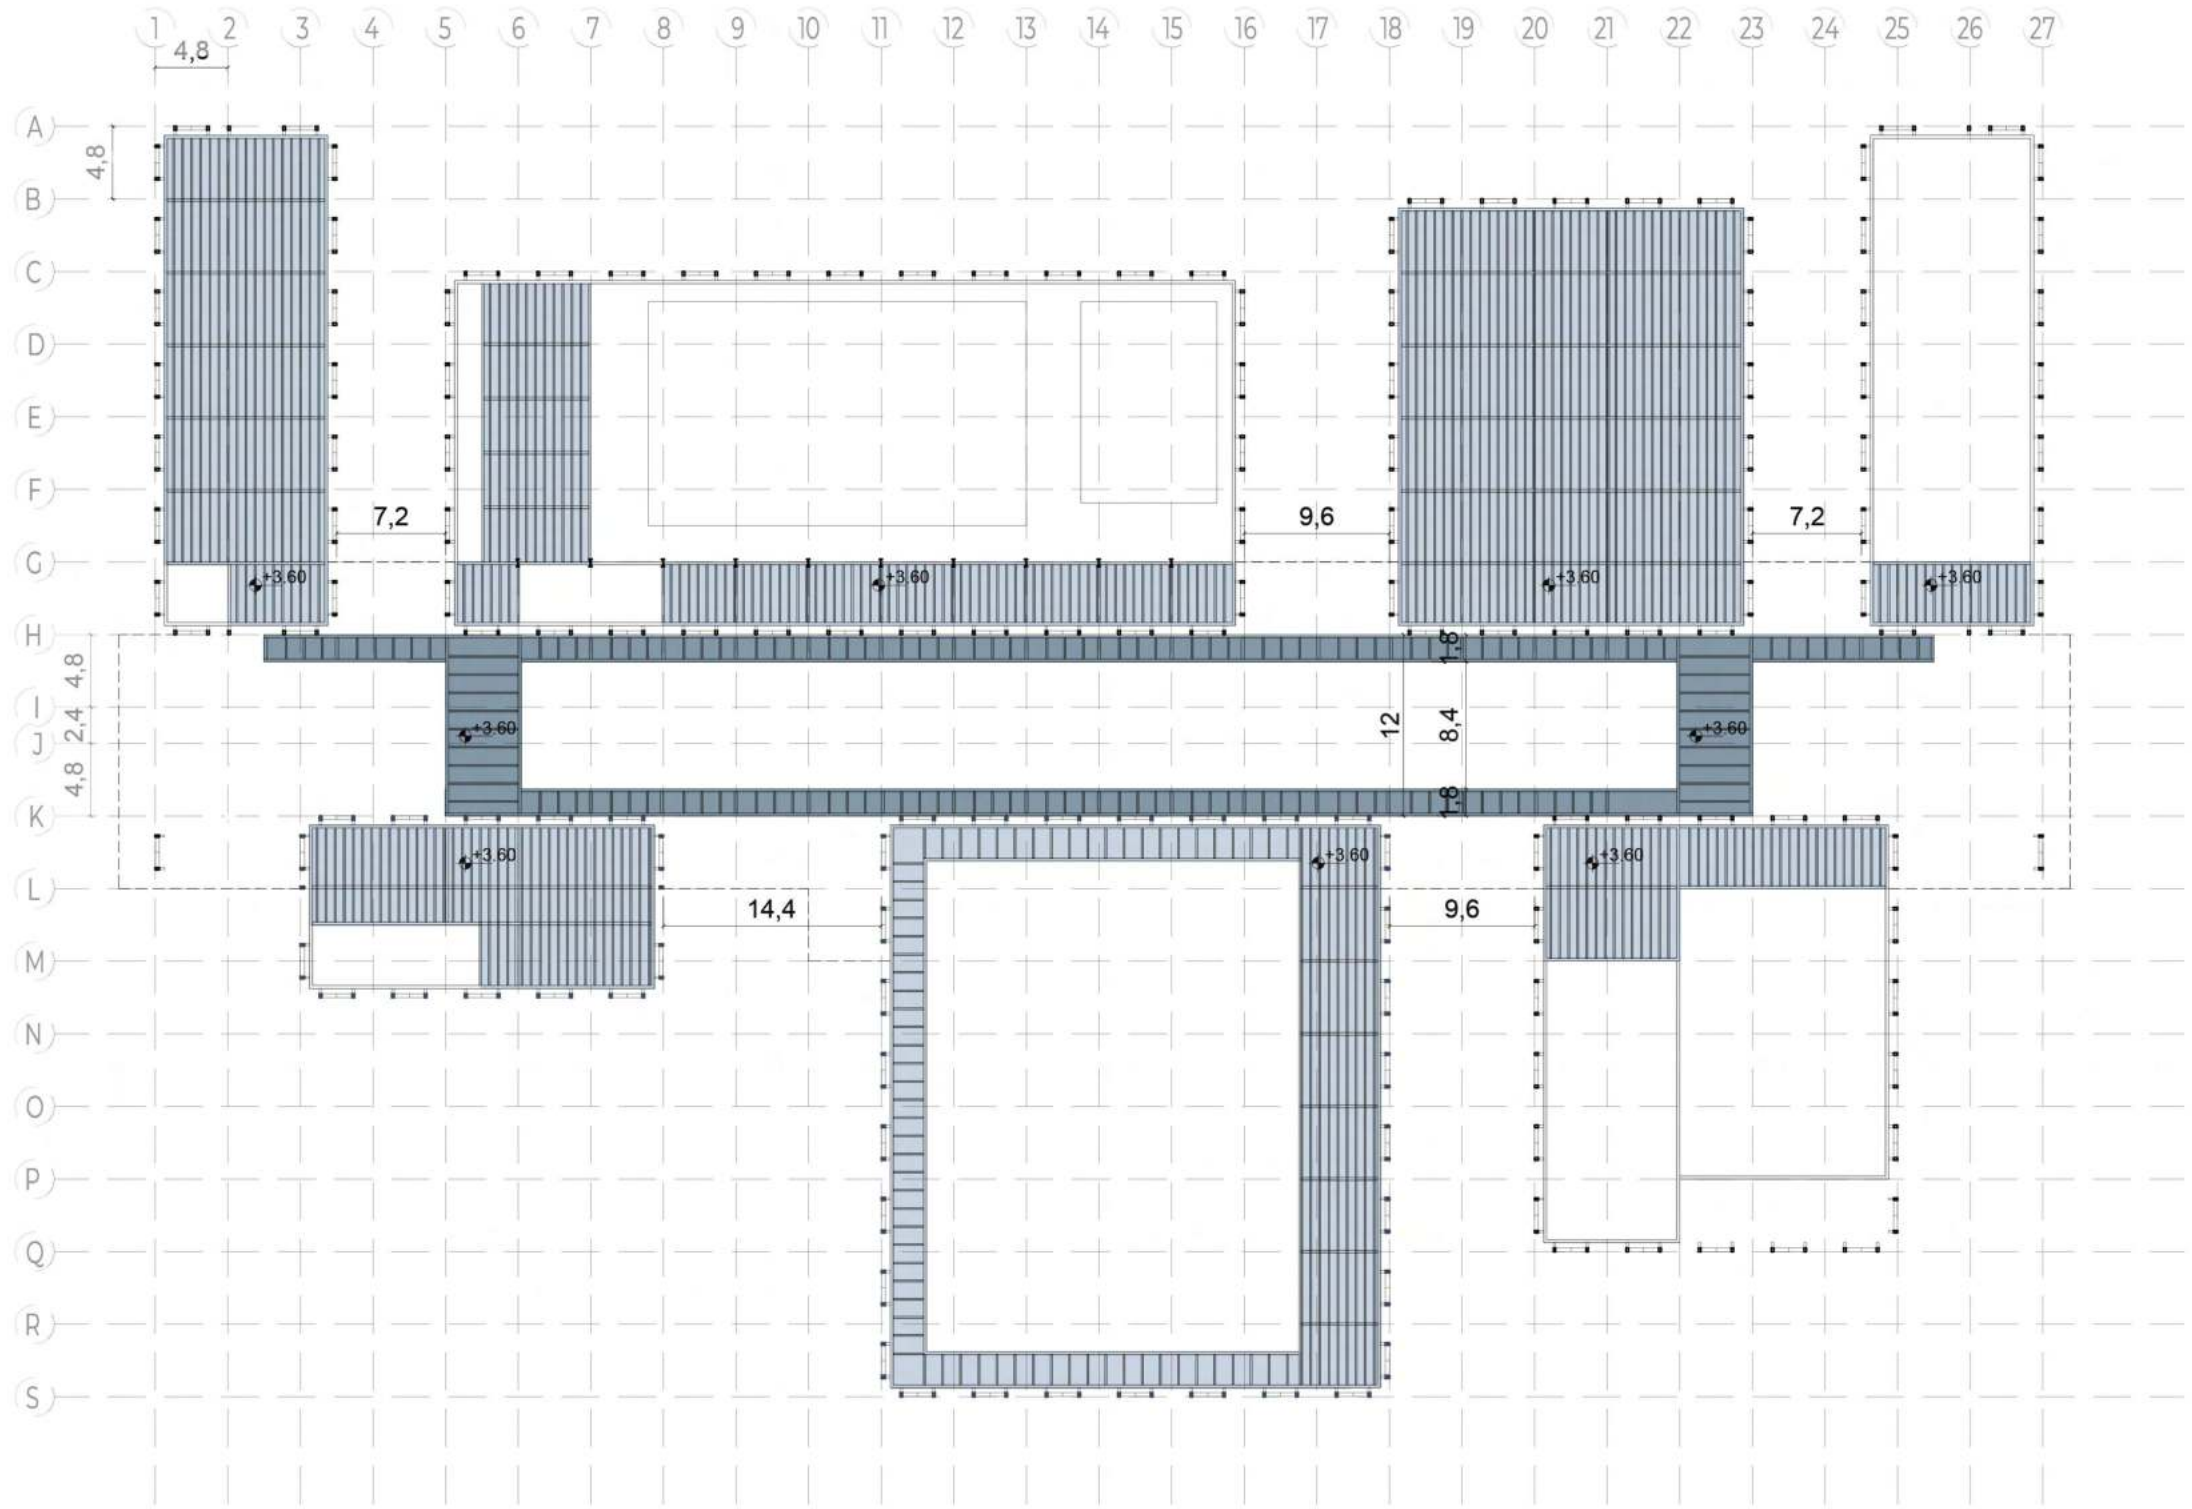 1 2 3 4 5 6 7 8 9 10 11 12 13 14 15 16 17 18 19 20 21 22 23 24 25 26 27
4,8
A
4,8
B
C
D
E
F
7,2 9,6 7,2
G
+3.60 +3.60 +3.60 +3.60
H
1,8
4,8
I
2,4 12 8,4
+3.60 +3.60
J
4,8
1,8
K
+3.60 +3.60 +3.60
L
14,4 9,6
M
N
O
P
Q
R
S